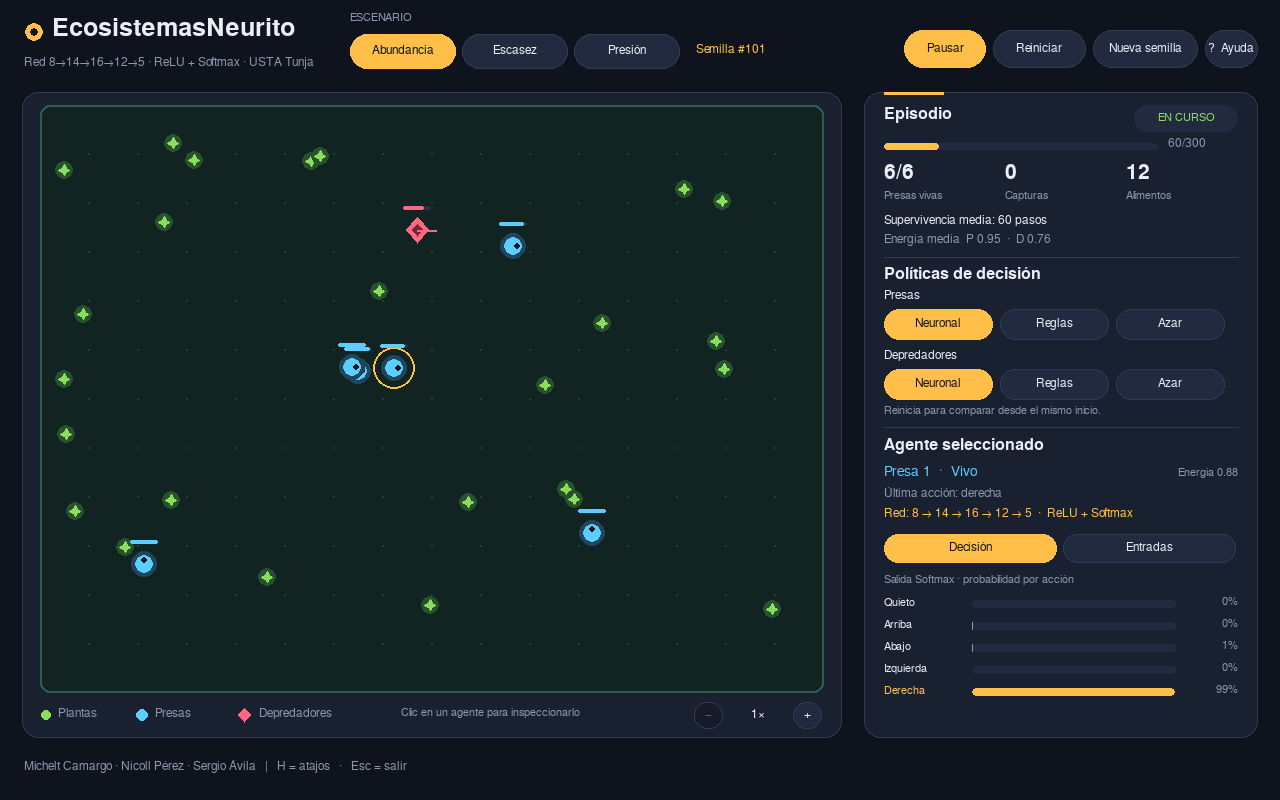 EcosistemasNeurito
Red 8→14→16→12→5 · ReLU + Softmax · USTA Tunja
ESCENARIO
Abundancia Escasez Presión Semilla #101
Pausar Reiniciar Nueva semilla ? Ayuda
Episodio EN CURSO
60/300
6/6 0 12
Presas vivas Capturas Alimentos
Supervivencia media: 60 pasos
Energía media P 0.95 · D 0.76
Políticas de decisión
Presas
Neuronal Reglas Azar
Depredadores
Neuronal Reglas Azar
Reinicia para comparar desde el mismo inicio.
Agente seleccionado
Presa 1 · Vivo Energía 0.88
Última acción: derecha
Red: 8 → 14 → 16 → 12 → 5 · ReLU + Softmax
Decisión Entradas
Salida Softmax · probabilidad por acción
Quieto 0%
Arriba 0%
Abajo 1%
Izquierda 0%
Derecha 99%
Plantas Presas Depredadores Clic en un agente para inspeccionarlo − 1× +
Michelt Camargo · Nicoll Pérez · Sergio Ávila | H = atajos · Esc = salir